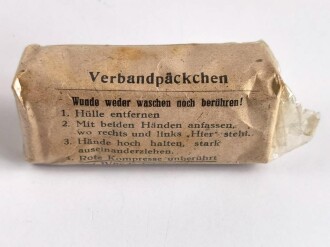 Verbandpäckchen
Wunde weder waschen noch berühren!
1. Hülle entfernen
2. Mit beiden Händen anfassen,
wo rechts und links „Hier" steht.
3. Hände hoch halten, stark
auseinanderziehen.
4. Rote Kompresse unberührt